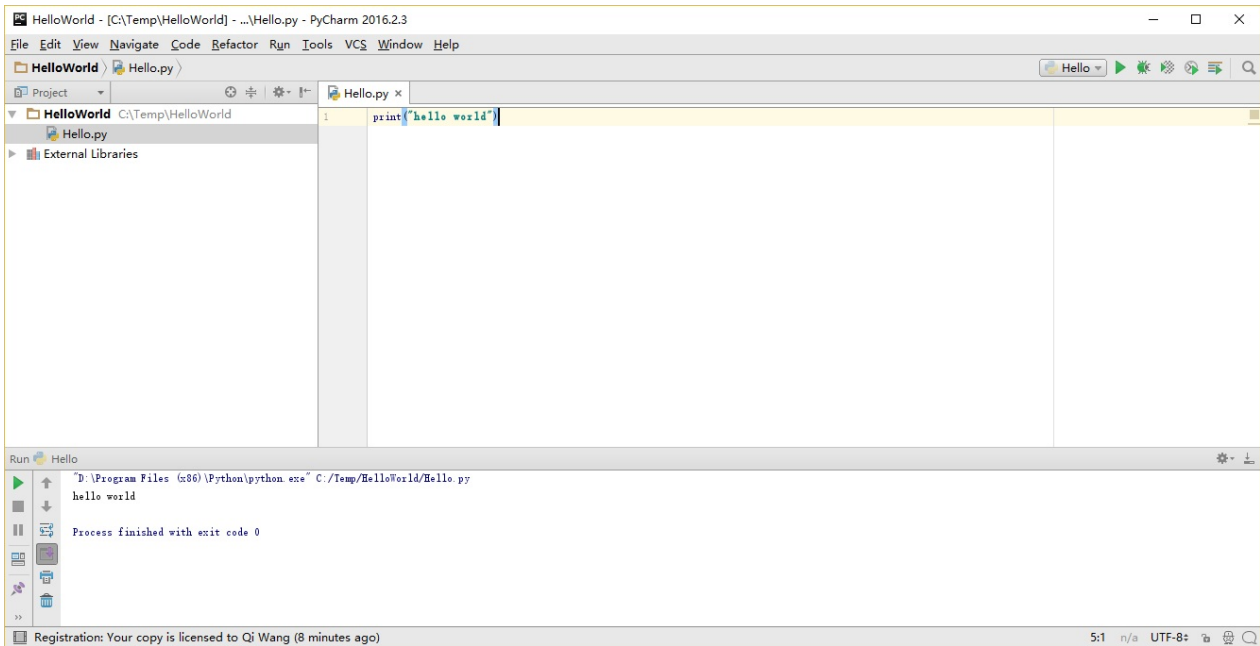 HelloWorld - [C:\Temp\HelloWorld] - ...\Hello.py - PyCharm 2016.2.3
File Edit View Navigate Code Refactor Run Tools VCS Window Help
HelloWorld Hello.py Hello
Project Hello.py
HelloWorld C:\Temp\HelloWorld
1 print("hello world")
Hello.py
External Libraries
Run Hello
"D:\Program Files (x86)\Python\python.exe" C:/Temp/HelloWorld/Hello.py
hello world
Process finished with exit code 0
Registration: Your copy is licensed to Qi Wang (8 minutes ago) 5:1 n/a UTF-8